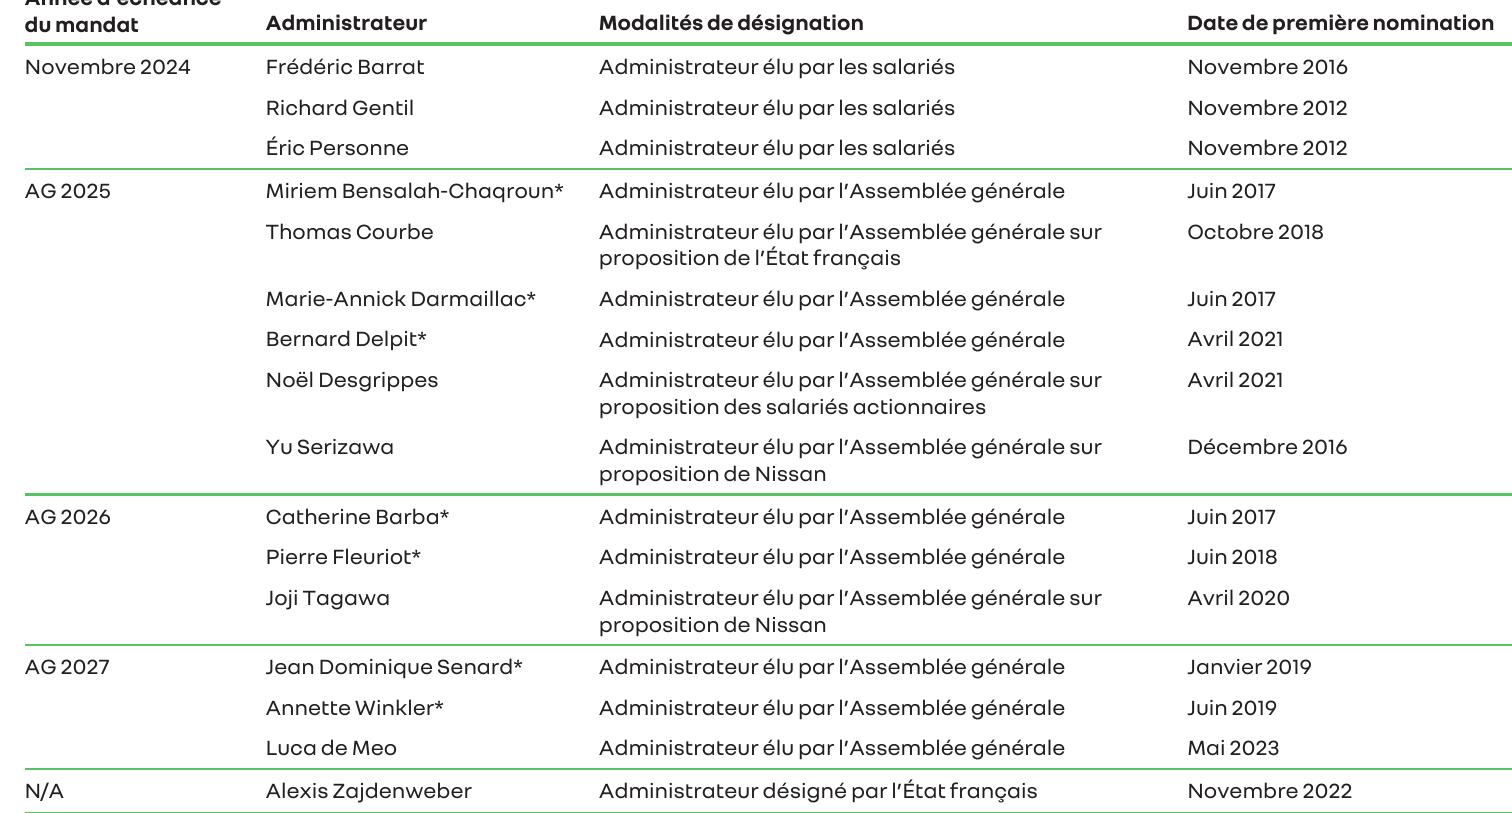 Année d'échéance
du mandat Administrateur Modalités de désignation Date de première nomination
Novembre 2024 Frédéric Barrat Administrateur élu par les salariés Novembre 2016
Richard Gentil Administrateur élu par les salariés Novembre 2012
Éric Personne Administrateur élu par les salariés Novembre 2012
AG 2025 Miriem Bensalah-Chaqroun* Administrateur élu par l'Assemblée générale Juin 2017
Thomas Courbe Administrateur élu par l'Assemblée générale sur Octobre 2018
proposition de l'État français
Marie-Annick Darmaillac* Administrateur élu par l'Assemblée générale Juin 2017
Bernard Delpit* Administrateur élu par l'Assemblée générale Avril 2021
Noël Desgrippes Administrateur élu par l'Assemblée générale sur Avril 2021
proposition des salariés actionnaires
Yu Serizawa Administrateur élu par l'Assemblée générale sur Décembre 2016
proposition de Nissan
AG 2026 Catherine Barba* Administrateur élu par l'Assemblée générale Juin 2017
Pierre Fleuriot* Administrateur élu par l'Assemblée générale Juin 2018
Joji Tagawa Administrateur élu par l'Assemblée générale sur Avril 2020
proposition de Nissan
AG 2027 Jean Dominique Senard* Administrateur élu par l'Assemblée générale Janvier 2019
Annette Winkler* Administrateur élu par l'Assemblée générale Juin 2019
Luca de Meo Administrateur élu par l'Assemblée générale Mai 2023
N/A Alexis Zajdenweber Administrateur désigné par l'État français Novembre 2022